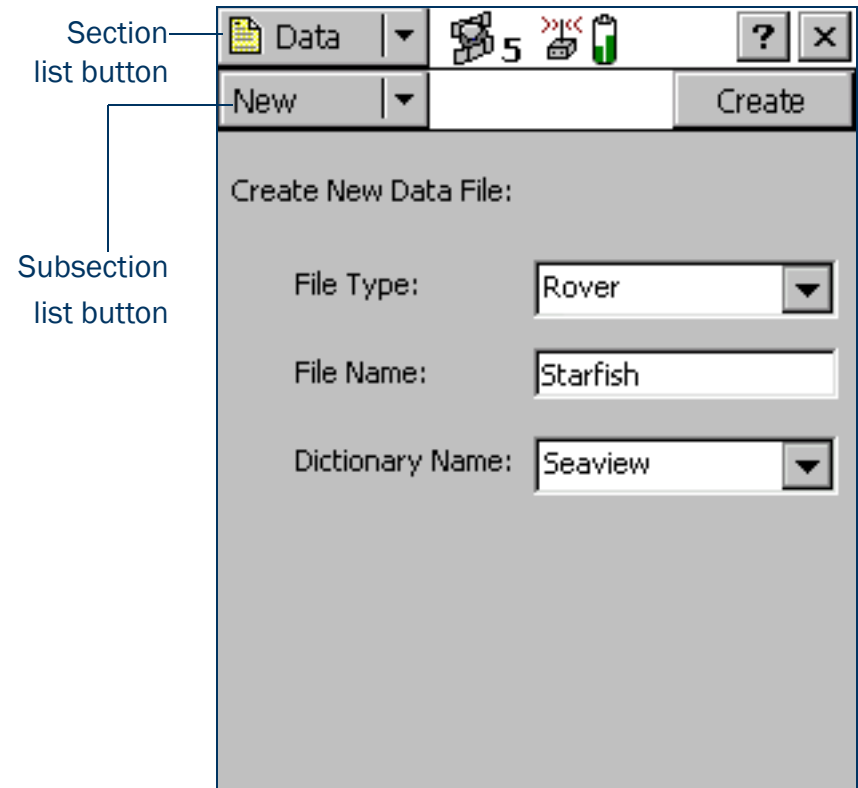 Section
list button
Data
5
?
×
New
Create
Subsection
list button
Create New Data File:
File Type:
Rover
File Name:
Starfish
Dictionary Name:
Seaview